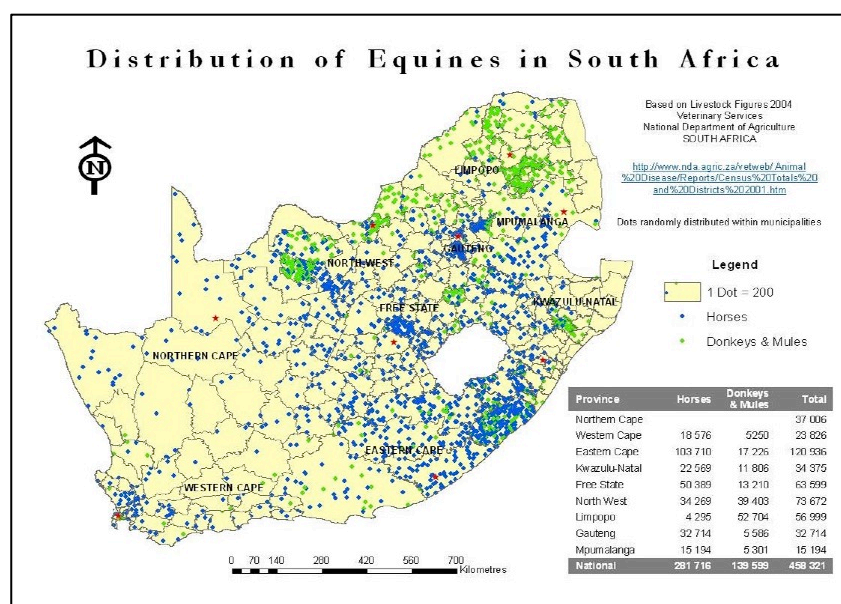 Distribution of Equines in South Africa
Based on Livestock Figures 2004
Veterinary Services
National Department of Agriculture
SOUTH AFRICA
http://www.nda.agric.za/vetweb/ Animal
%20Disease/Reports/Census%20Totals%20
and%20Districts%202001.htm
Dots randomly distributed within municipalities
N
LIMPOPO
MPUMALANGA
GAUTENG
NORTH WEST
FREE STATE
KWAZULU-NATAL
NORTHERN CAPE
EASTERN CAPE
WESTERN CAPE
Legend
1 Dot = 200
Horses
Donkeys & Mules
Province Horses Donkeys & Mules Total
Northern Cape 37 006
Western Cape 18 576 5250 23 826
Eastern Cape 103 710 17 226 120 936
Kwazulu-Natal 22 569 11 806 34 375
Free State 50 389 13 210 63 599
North West 34 269 39 403 73 672
Limpopo 4 295 52 704 56 999
Gauteng 32 714 5 586 32 714
Mpumalanga 15 194 5 301 15 194
National 281 716 139 599 458 321
0 70 140 280 420 560 700
Kilometres